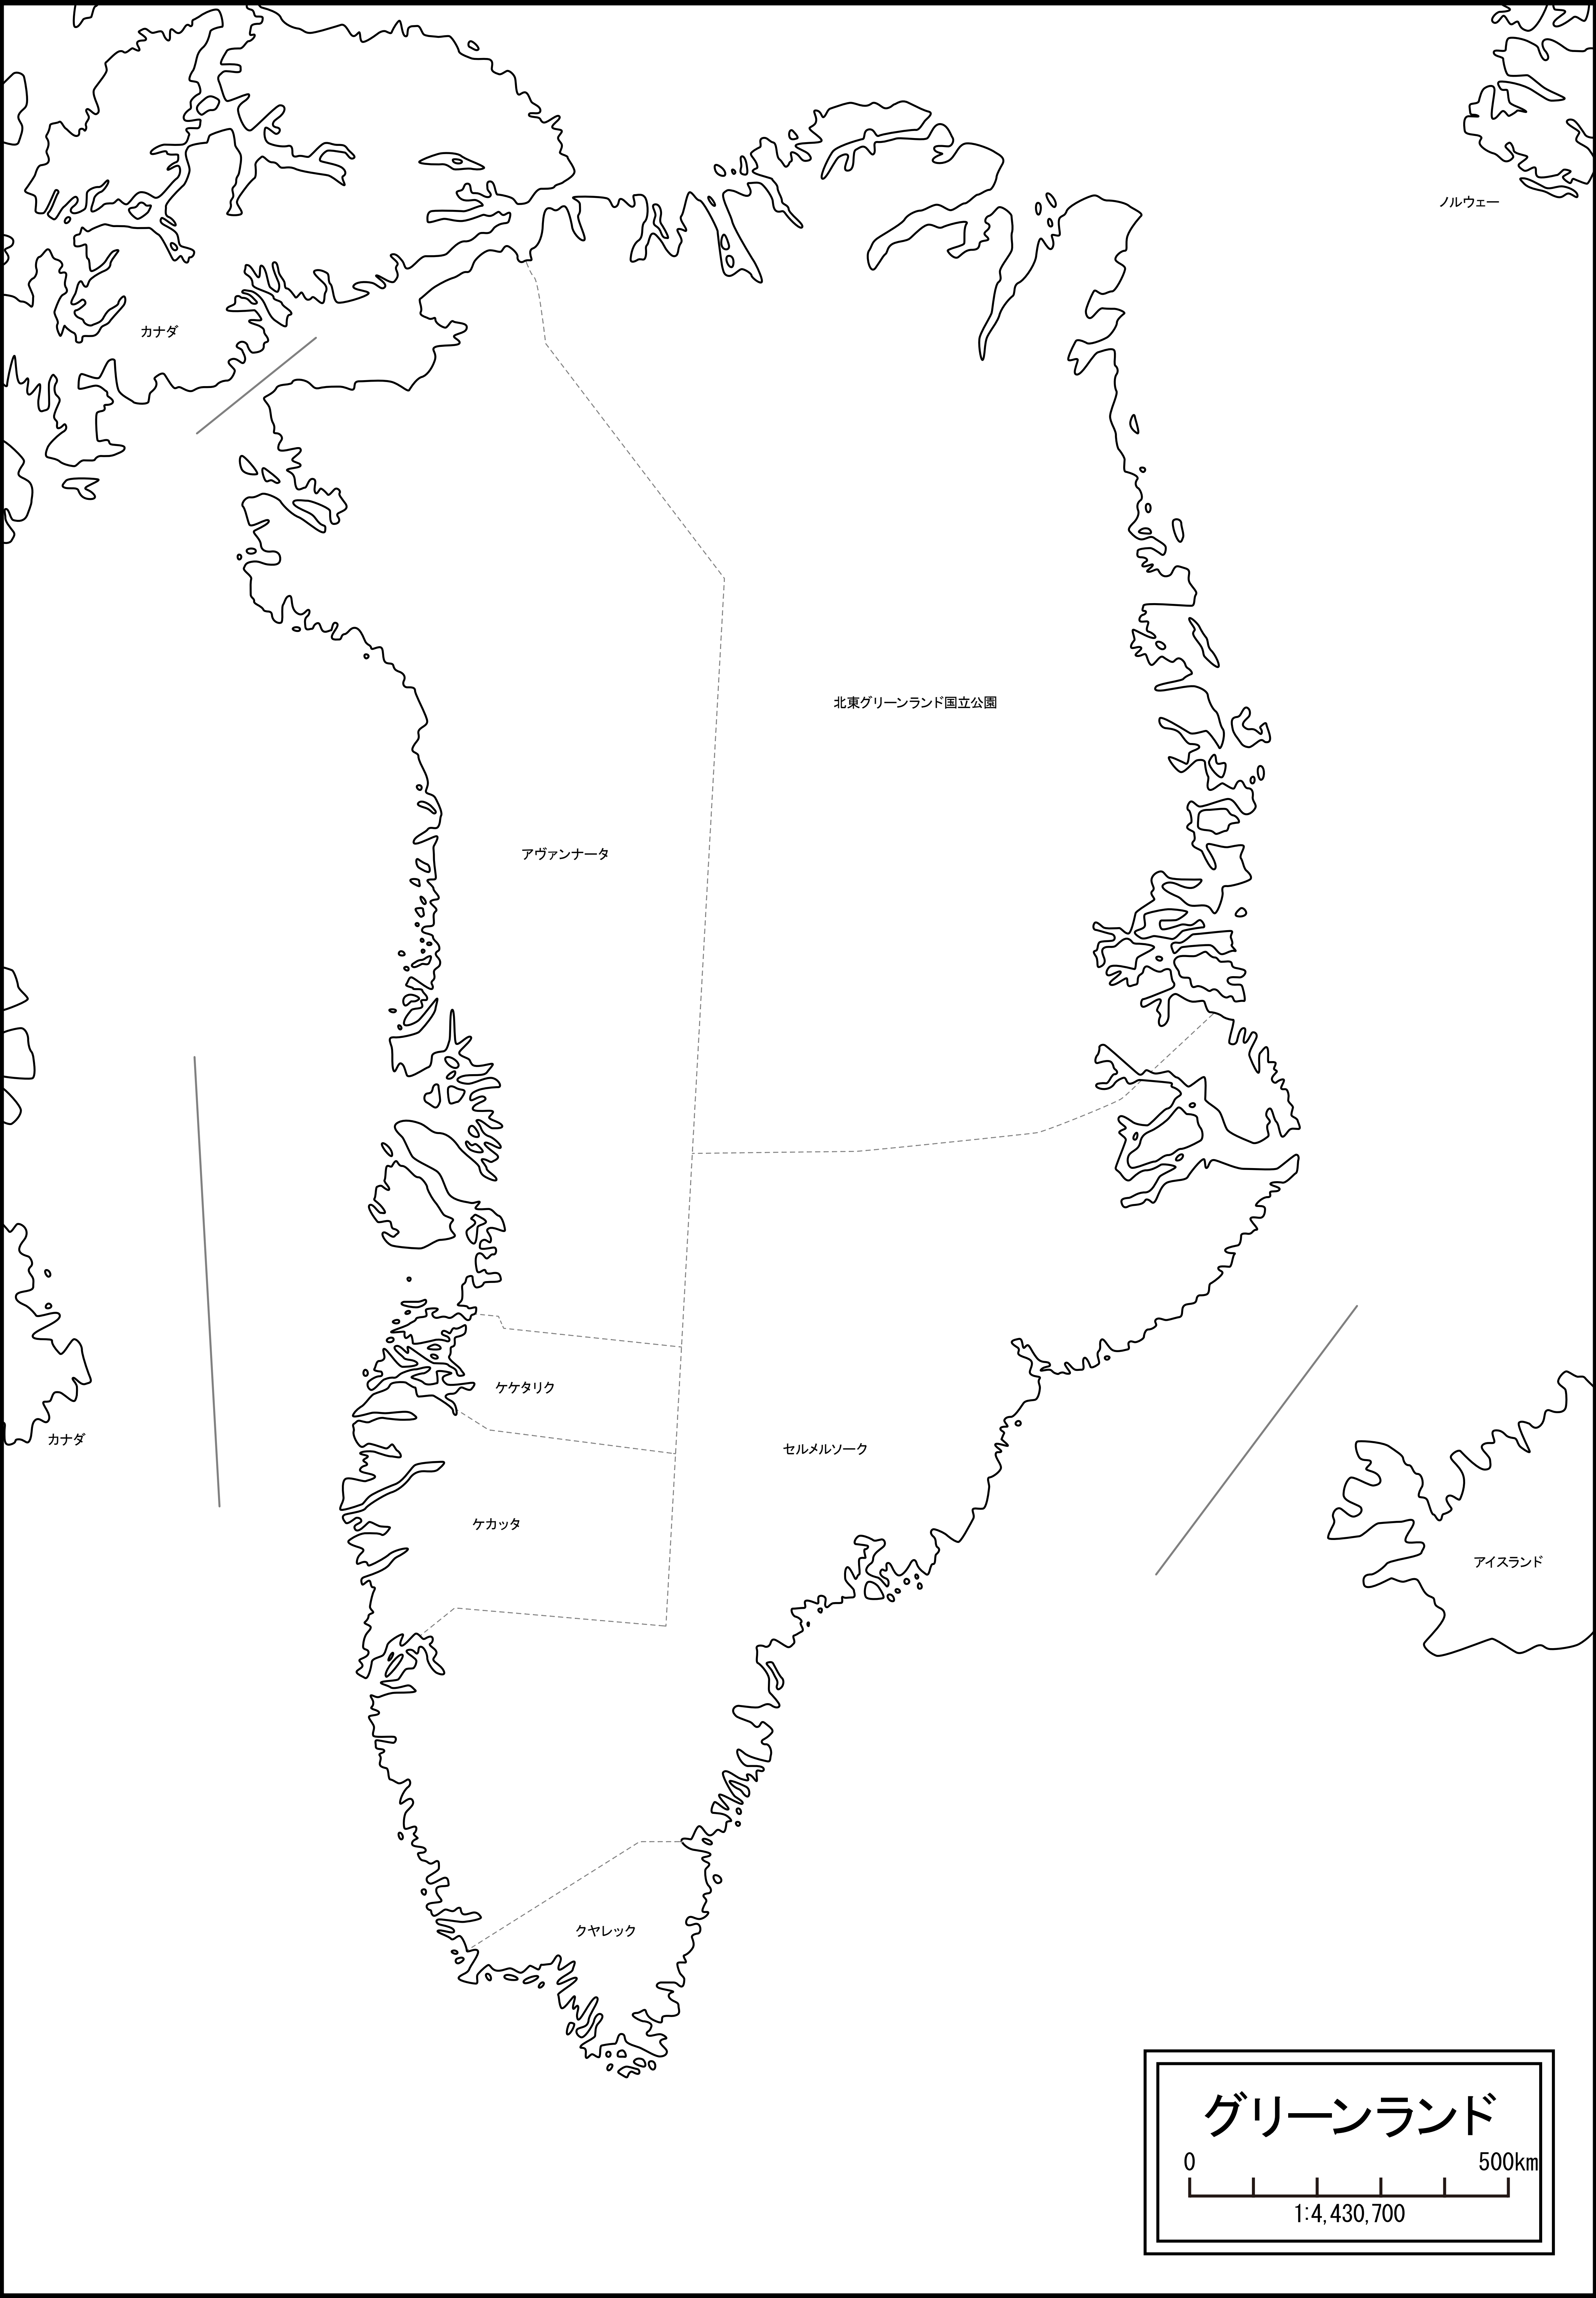 ノルウェー
カナダ
北東グリーンランド国立公園
アヴァンナータ
ケケタリク
カナダ
セルメルソーク
ケカッタ
アイスランド
クヤレック
グリーンランド
0 500km
1:4,430,700